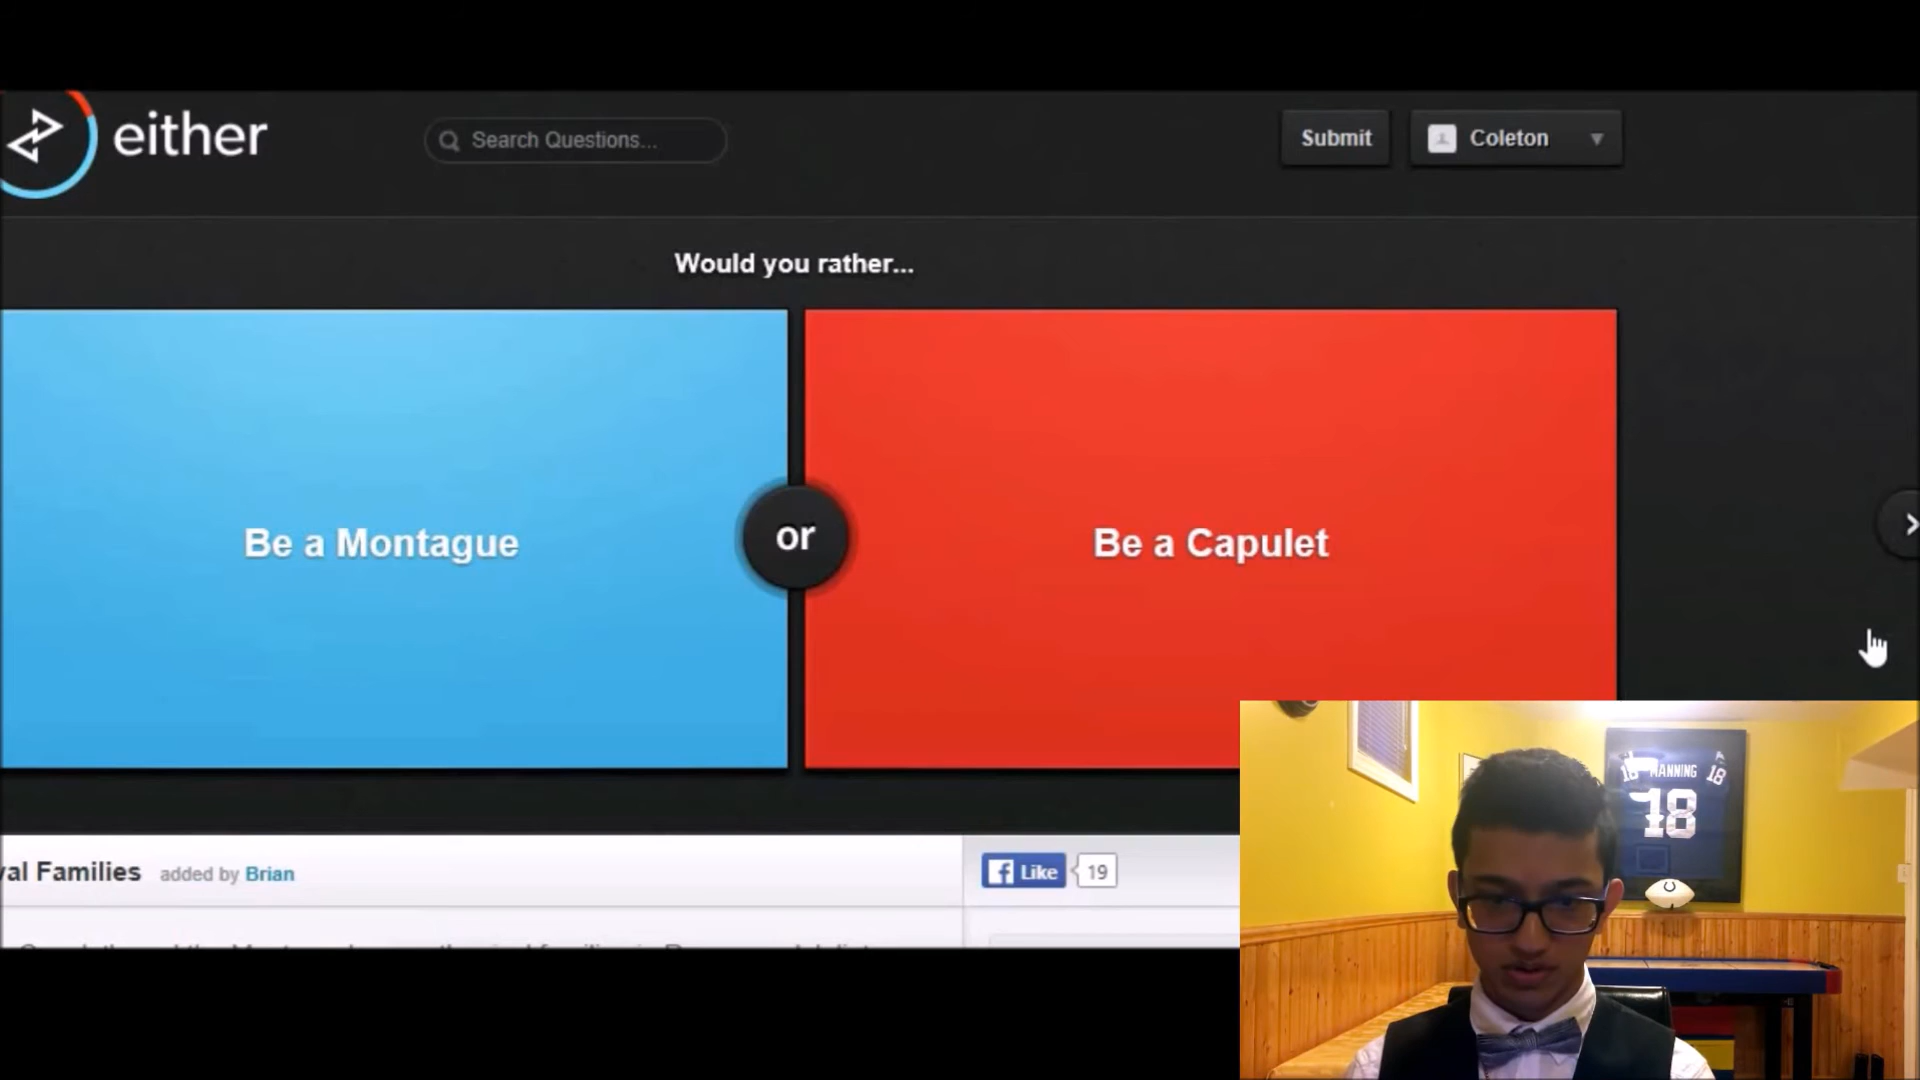 either
Search Questions...
Submit
Coleton
Would you rather...
Be a Montague
or
Be a Capulet
Families
added by Brian
Like
19
MANNING
18
18